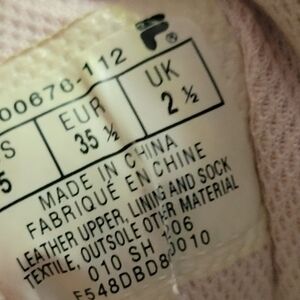 00676-112
S EUR UK
5 35 ½ 2 ½
MADE IN CHINA
FABRIQUÉ EN CHINE
LEATHER UPPER, LINING AND SOCK
TEXTILE, OUTSOLE OTHER MATERIAL
010 SH 206